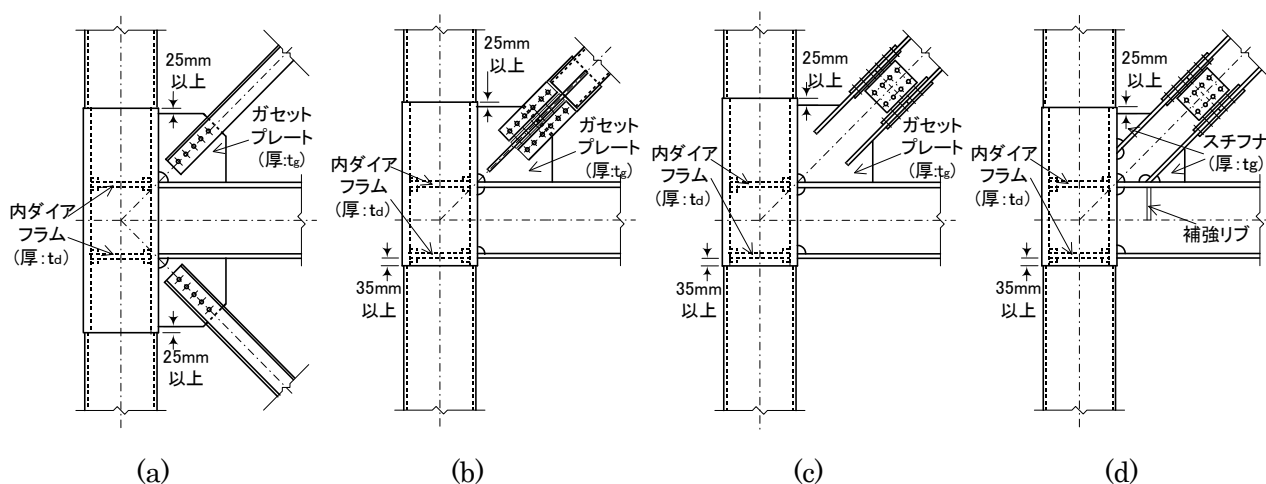 25mm
以上
ガセット
プレート
(厚:tg)
内ダイア
フラム
(厚:td)
25mm
以上
(a)
25mm
以上
ガセット
プレート
(厚:tg)
内ダイア
フラム
(厚:td)
35mm
以上
(b)
25mm
以上
ガセット
プレート
(厚:tg)
内ダイア
フラム
(厚:td)
35mm
以上
(c)
25mm
以上
スチフナ
(厚:tg)
内ダイア
フラム
(厚:td)
補強リブ
35mm
以上
(d)